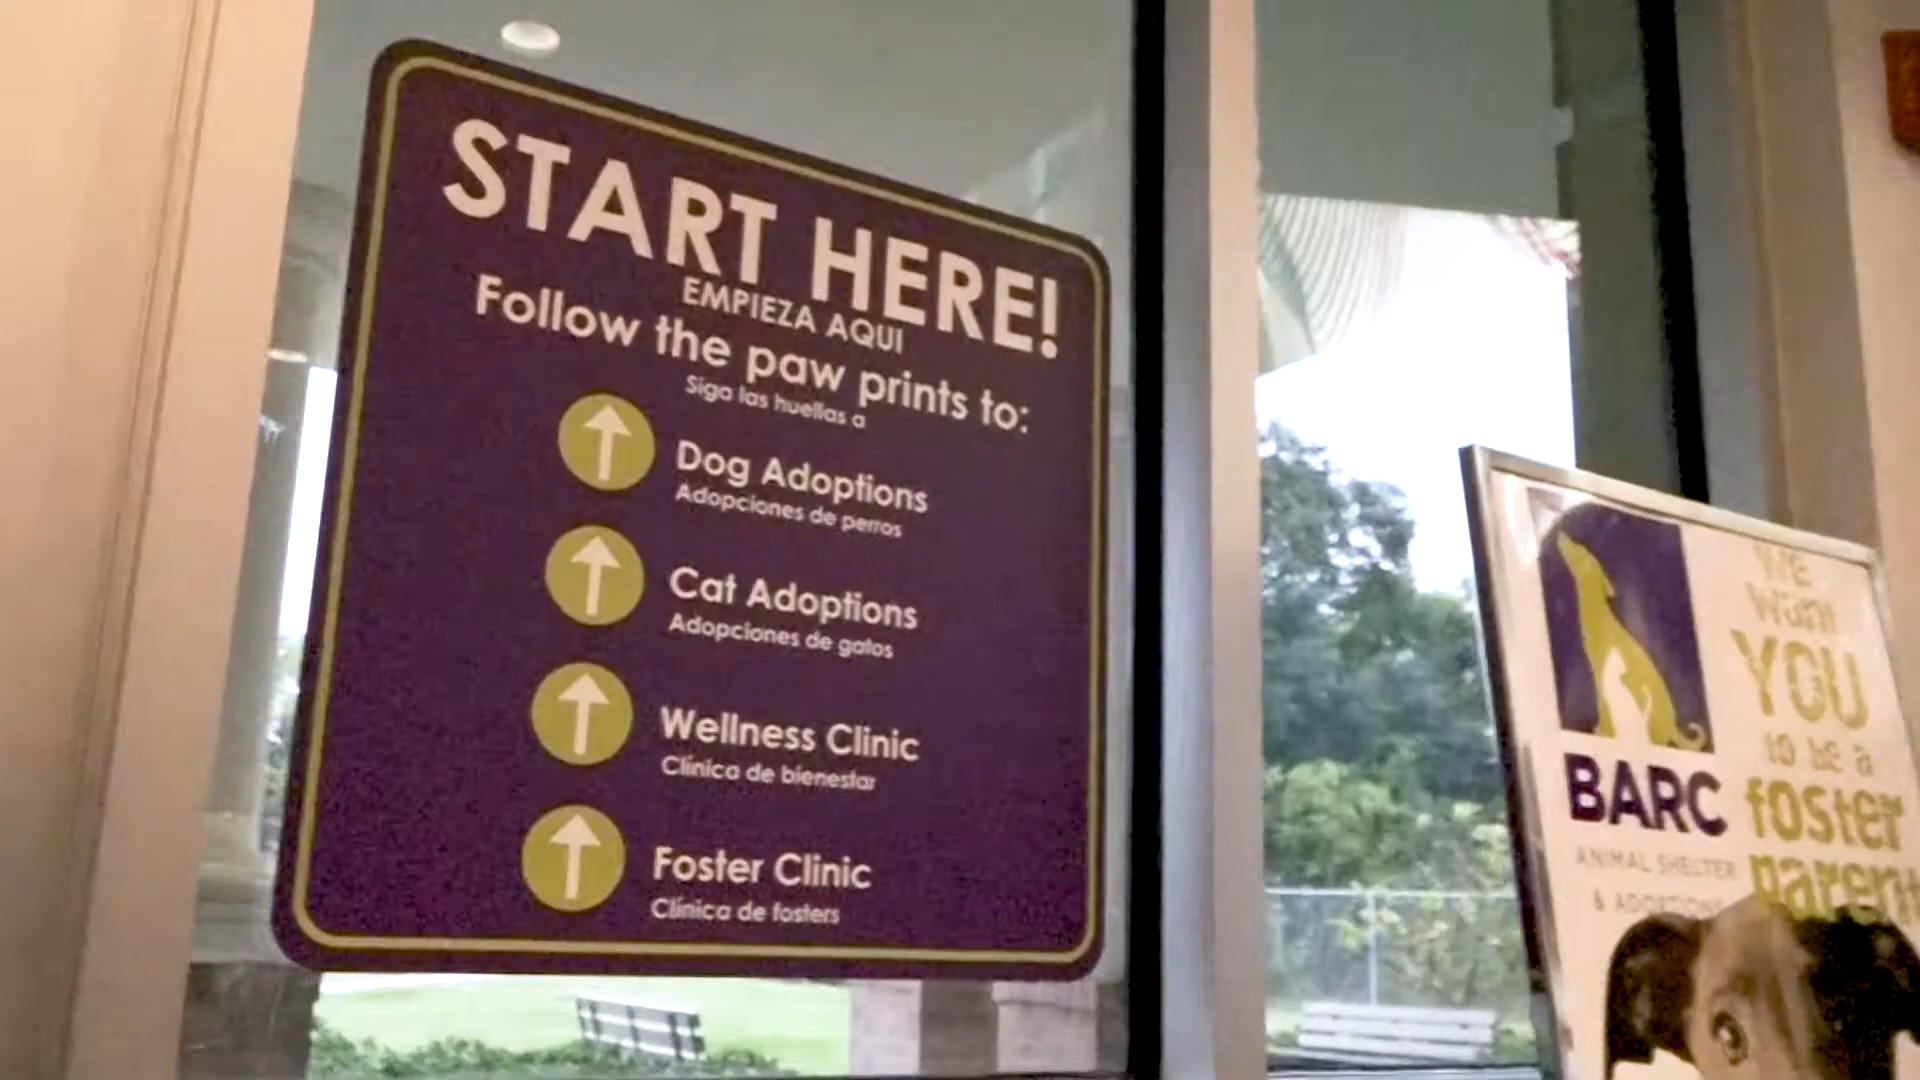 START HERE!
EMPIEZA AQUI
Follow the paw prints to:
Siga las huellas a
Dog Adoptions
Adopciones de perros
Cat Adoptions
Adopciones de gatos
Wellness Clinic
Clínica de bienestar
Foster Clinic
Clínica de fosters
BARC
ANIMAL SHELTER
& ADOPTIONS
We
want
YOU
to be a
foster
parent